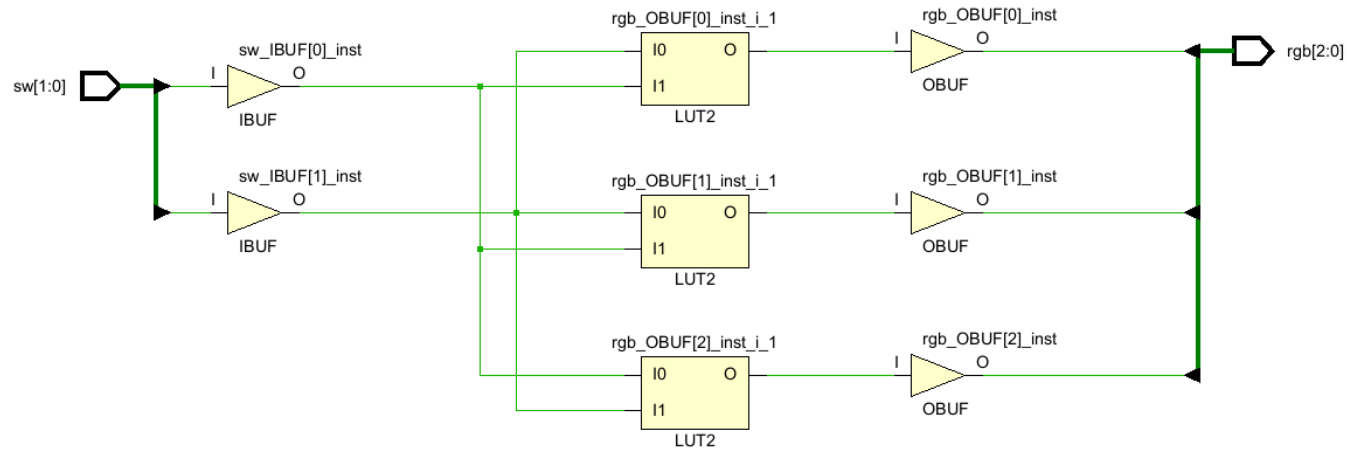 rgb_OBUF[0]_inst_i_1
rgb_OBUF[0]_inst
sw_IBUF[0]_inst
I0
O
I
O
rgb[2:0]
sw[1:0]
I
O
I1
OBUF
IBUF
LUT2
sw_IBUF[1]_inst
rgb_OBUF[1]_inst_i_1
rgb_OBUF[1]_inst
I
O
I0
O
I
O
IBUF
I1
OBUF
LUT2
rgb_OBUF[2]_inst_i_1
rgb_OBUF[2]_inst
I0
O
I
O
I1
OBUF
LUT2